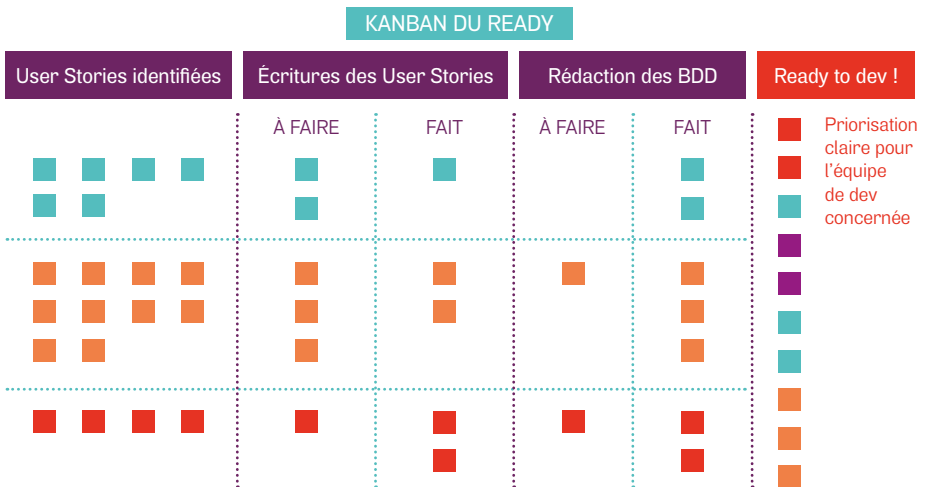 KANBAN DU READY
User Stories identifiées
Écritures des User Stories
Rédaction des BDD
Ready to dev !
À FAIRE
FAIT
À FAIRE
FAIT
Priorisation
claire pour
l'équipe
de dev
concernée